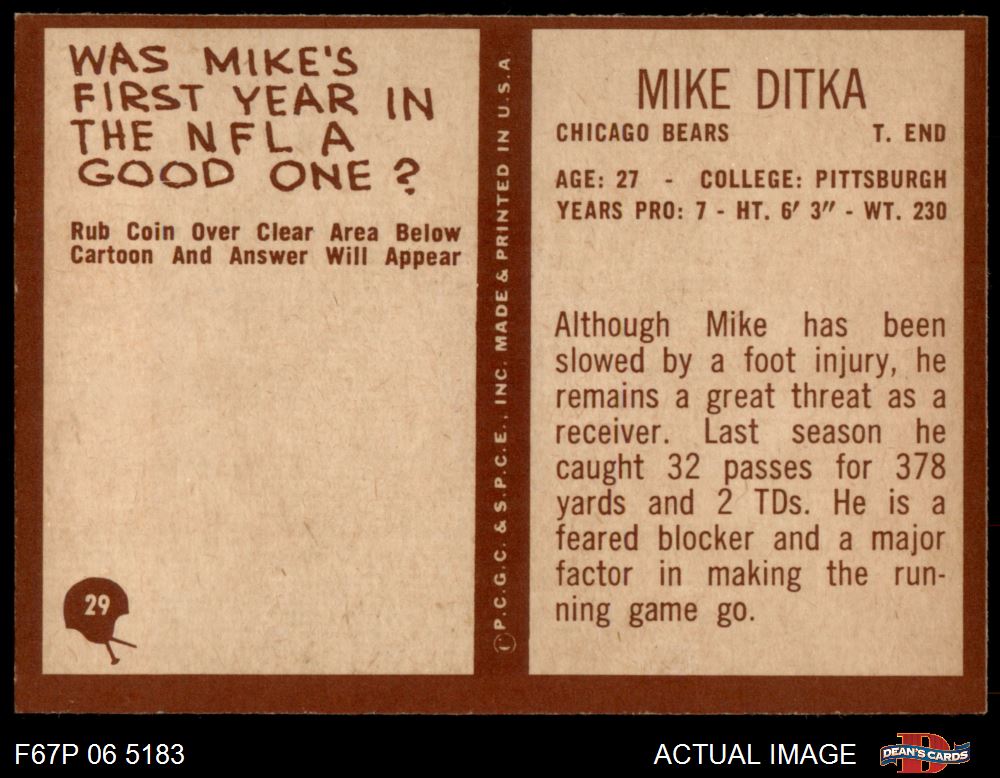 WAS MIKE'S
FIRST YEAR IN
THE NFL A
GOOD ONE?
Rub Coin Over Clear Area Below
Cartoon And Answer Will Appear
29
© P.C.G.C. & S.P.C.E., INC. MADE & PRINTED IN U.S.A.
MIKE DITKA
CHICAGO BEARS T. END
AGE: 27 - COLLEGE: PITTSBURGH
YEARS PRO: 7 - HT. 6' 3" - WT. 230
Although Mike has been
slowed by a foot injury, he
remains a great threat as a
receiver. Last season he
caught 32 passes for 378
yards and 2 TDs. He is a
feared blocker and a major
factor in making the run-
ning game go.
F67P 06 5183
ACTUAL IMAGE
D
DEAN'S CARDS